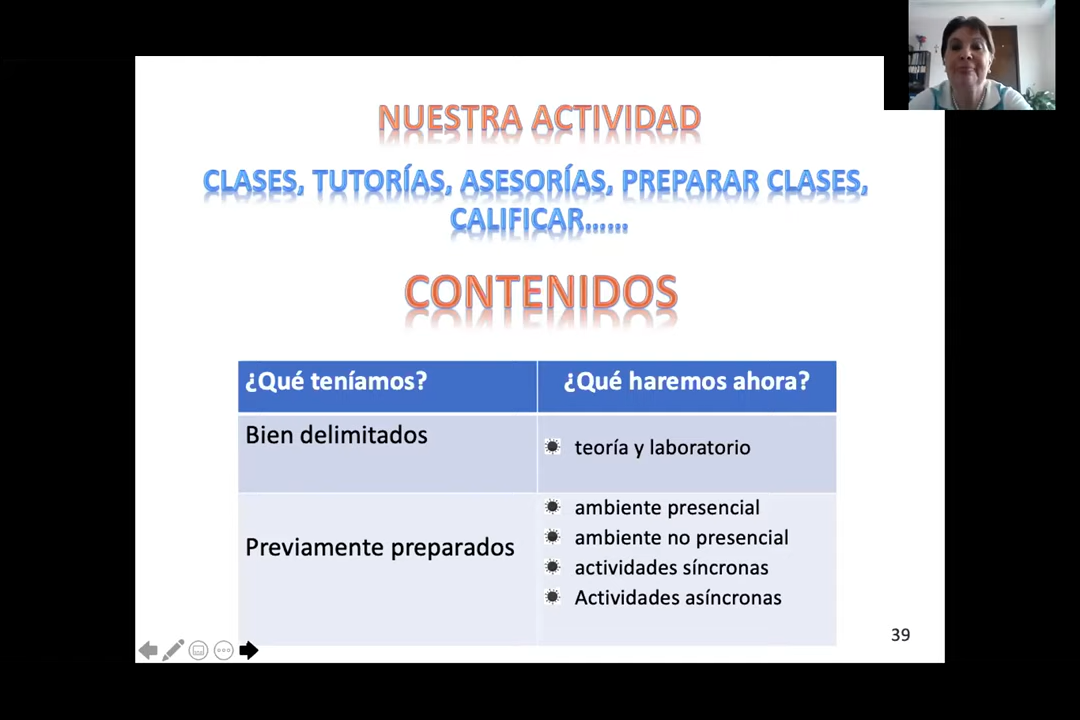 NUESTRA ACTIVIDAD
CLASES, TUTORÍAS, ASESORÍAS, PREPARAR CLASES,
CALIFICAR......
CONTENIDOS
¿Qué teníamos?
¿Qué haremos ahora?
Bien delimitados
teoría y laboratorio
Previamente preparados
ambiente presencial
ambiente no presencial
actividades síncronas
Actividades asíncronas
39